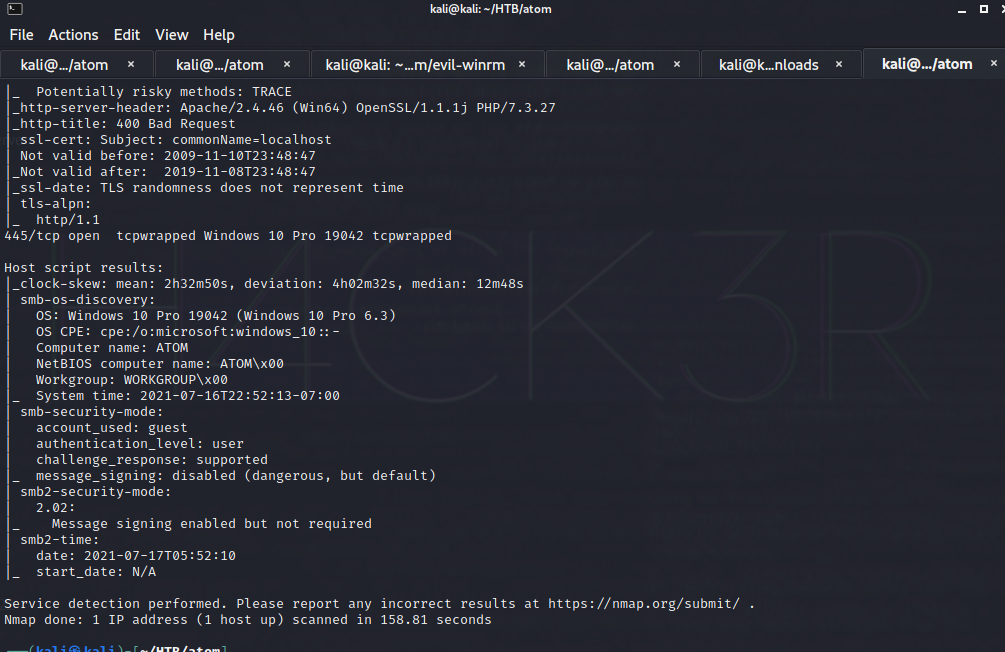 kali@kali: ~/HTB/atom
File Actions Edit View Help
kali@.../atom × kali@.../atom × kali@kali: ~...m/evil-winrm × kali@.../atom × kali@k...nloads × kali@.../atom ×
|_  Potentially risky methods: TRACE
|_http-server-header: Apache/2.4.46 (Win64) OpenSSL/1.1.1j PHP/7.3.27
|_http-title: 400 Bad Request
| ssl-cert: Subject: commonName=localhost
| Not valid before: 2009-11-10T23:48:47
|_Not valid after:  2019-11-08T23:48:47
|_ssl-date: TLS randomness does not represent time
| tls-alpn:
|_  http/1.1
445/tcp open  tcpwrapped Windows 10 Pro 19042 tcpwrapped
Host script results:
|_clock-skew: mean: 2h32m50s, deviation: 4h02m32s, median: 12m48s
| smb-os-discovery:
|   OS: Windows 10 Pro 19042 (Windows 10 Pro 6.3)
|   OS CPE: cpe:/o:microsoft:windows_10::-
|   Computer name: ATOM
|   NetBIOS computer name: ATOM\x00
|   Workgroup: WORKGROUP\x00
|_  System time: 2021-07-16T22:52:13-07:00
| smb-security-mode:
|   account_used: guest
|   authentication_level: user
|   challenge_response: supported
|_  message_signing: disabled (dangerous, but default)
| smb2-security-mode:
|   2.02:
|_    Message signing enabled but not required
| smb2-time:
|   date: 2021-07-17T05:52:10
|_  start_date: N/A
Service detection performed. Please report any incorrect results at https://nmap.org/submit/ .
Nmap done: 1 IP address (1 host up) scanned in 158.81 seconds
(kali㉿kali)-[~/HTB/atom]
H4CK3R